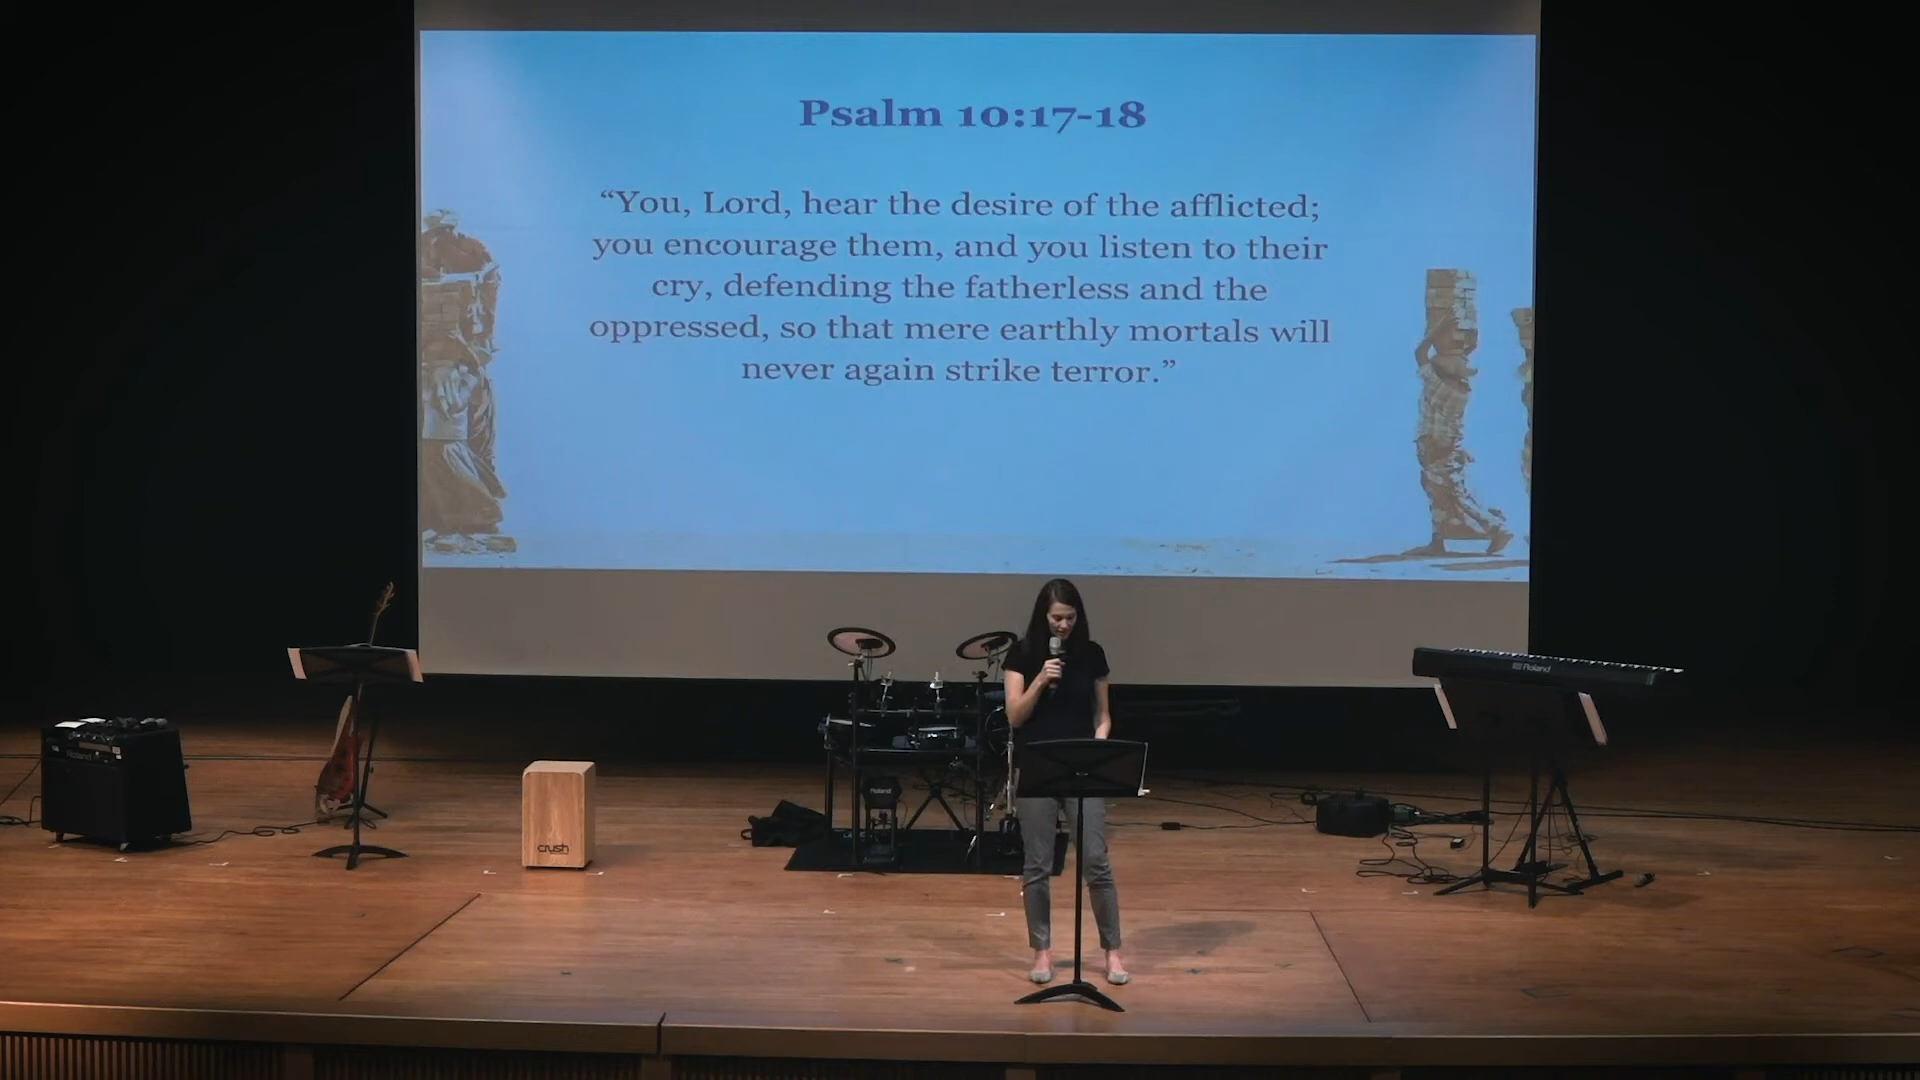 Psalm 10:17-18
“You, Lord, hear the desire of the afflicted;
you encourage them, and you listen to their
cry, defending the fatherless and the
oppressed, so that mere earthly mortals will
never again strike terror.”
Roland
Roland
Roland
crush